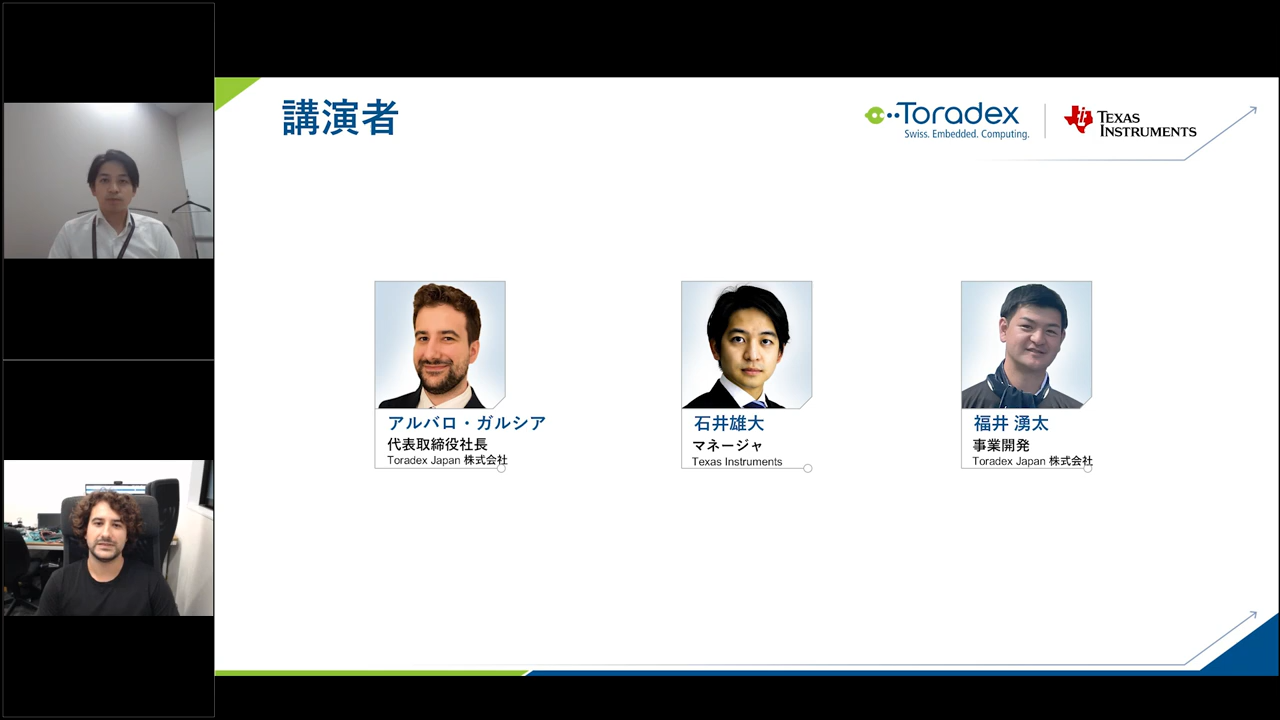 講演者
Toradex
Swiss. Embedded. Computing.
TEXAS
INSTRUMENTS
アルバロ・ガルシア
代表取締役社長
Toradex Japan 株式会社
石井雄大
マネージャ
Texas Instruments
福井 湧太
事業開発
Toradex Japan 株式会社